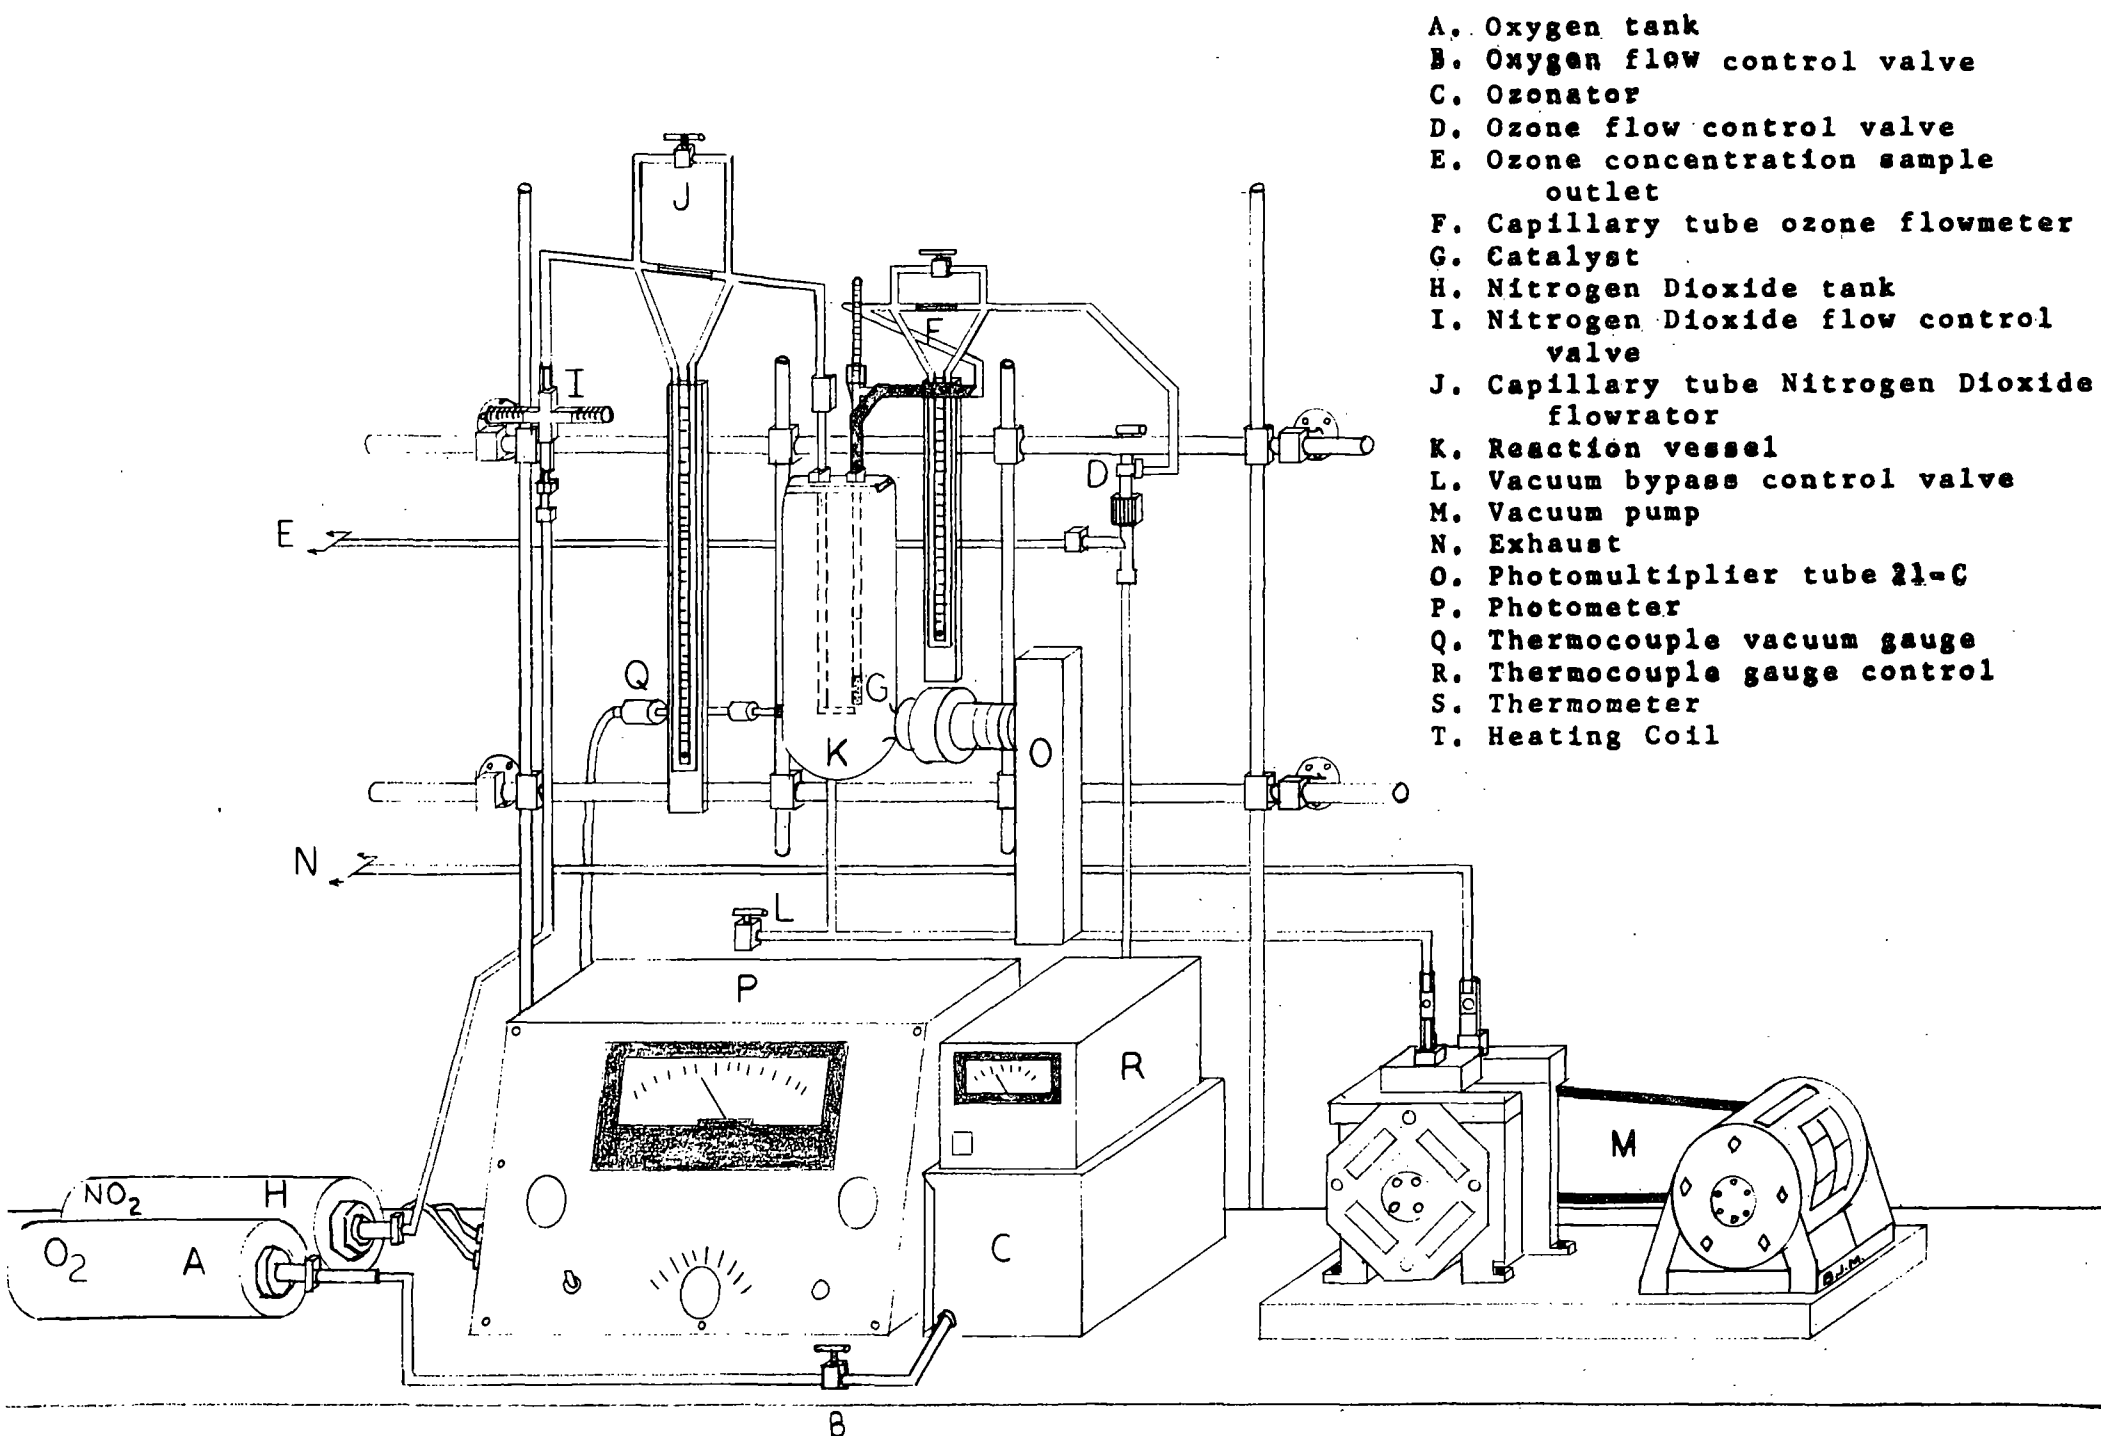 A. Oxygen tank
B. Oxygen flow control valve
C. Ozonator
D. Ozone flow control valve
E. Ozone concentration sample
outlet
F. Capillary tube ozone flowmeter
G. Catalyst
H. Nitrogen Dioxide tank
I. Nitrogen Dioxide flow control
valve
J. Capillary tube Nitrogen Dioxide
flowrator
K. Reaction vessel
L. Vacuum bypass control valve
M. Vacuum pump
N. Exhaust
O. Photomultiplier tube 21-C
P. Photometer
Q. Thermocouple vacuum gauge
R. Thermocouple gauge control
S. Thermometer
T. Heating Coil
J
F
I
D
E
Q
G
K
O
N
L
P
R
M
NO2 H
O2 A
C
B.J.M.
B